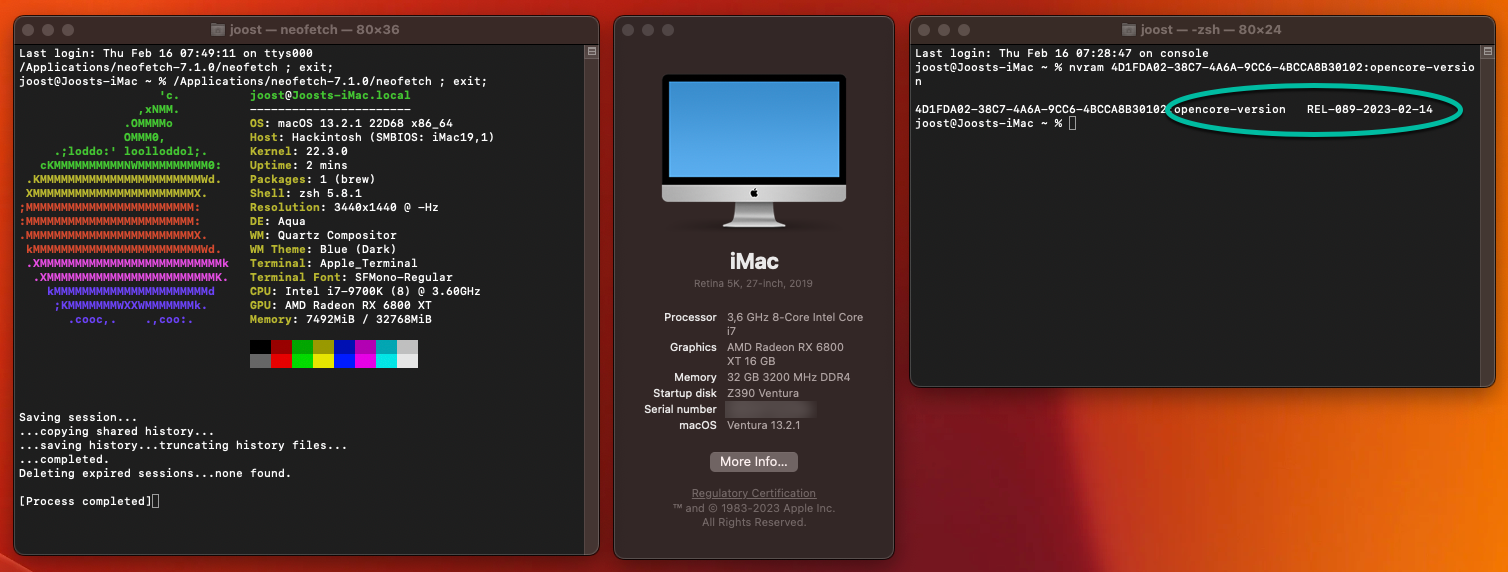 joost — neofetch — 80×36
Last login: Thu Feb 16 07:49:11 on ttys000
/Applications/neofetch-7.1.0/neofetch ; exit;
joost@Joosts-iMac ~ % /Applications/neofetch-7.1.0/neofetch ; exit;
'c.
,xNMM.
.OMMMMo
OMMM0,
.;loddo:' loolloddol;.
cKMMMMMMMMMMNWMMMMMMMMMM0:
.KMMMMMMMMMMMMMMMMMMMMMMMWd.
XMMMMMMMMMMMMMMMMMMMMMMMX.
;MMMMMMMMMMMMMMMMMMMMMMMM:
:MMMMMMMMMMMMMMMMMMMMMMMM:
.MMMMMMMMMMMMMMMMMMMMMMMMX.
kMMMMMMMMMMMMMMMMMMMMMMMMWd.
.XMMMMMMMMMMMMMMMMMMMMMMMMMMk
.XMMMMMMMMMMMMMMMMMMMMMMMMK.
kMMMMMMMMMMMMMMMMMMMMMMd
;KMMMMMMMWXXWMMMMMMMk.
.cooc,.    .,coo:.
joost@Joosts-iMac.local
-----------------------
OS: macOS 13.2.1 22D68 x86_64
Host: Hackintosh (SMBIOS: iMac19,1)
Kernel: 22.3.0
Uptime: 2 mins
Packages: 1 (brew)
Shell: zsh 5.8.1
Resolution: 3440x1440 @ -Hz
DE: Aqua
WM: Quartz Compositor
WM Theme: Blue (Dark)
Terminal: Apple_Terminal
Terminal Font: SFMono-Regular
CPU: Intel i7-9700K (8) @ 3.60GHz
GPU: AMD Radeon RX 6800 XT
Memory: 7492MiB / 32768MiB
Saving session...
...copying shared history...
...saving history...truncating history files...
...completed.
Deleting expired sessions...none found.
[Process completed]
iMac
Retina 5K, 27-inch, 2019
Processor 3,6 GHz 8-Core Intel Core
i7
Graphics AMD Radeon RX 6800
XT 16 GB
Memory 32 GB 3200 MHz DDR4
Startup disk Z390 Ventura
Serial number
macOS Ventura 13.2.1
More Info...
Regulatory Certification
™ and © 1983-2023 Apple Inc.
All Rights Reserved.
joost — -zsh — 80×24
Last login: Thu Feb 16 07:28:47 on console
joost@Joosts-iMac ~ % nvram 4D1FDA02-38C7-4A6A-9CC6-4BCCA8B30102:opencore-versio
n
4D1FDA02-38C7-4A6A-9CC6-4BCCA8B30102:opencore-version   REL-089-2023-02-14
joost@Joosts-iMac ~ %